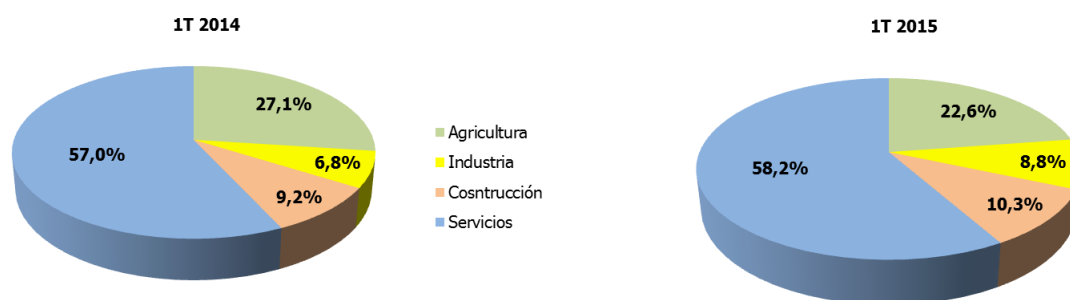 1T 2014
27,1%
6,8%
9,2%
57,0%
Agricultura
Industria
Cosntrucción
Servicios
1T 2015
22,6%
8,8%
10,3%
58,2%